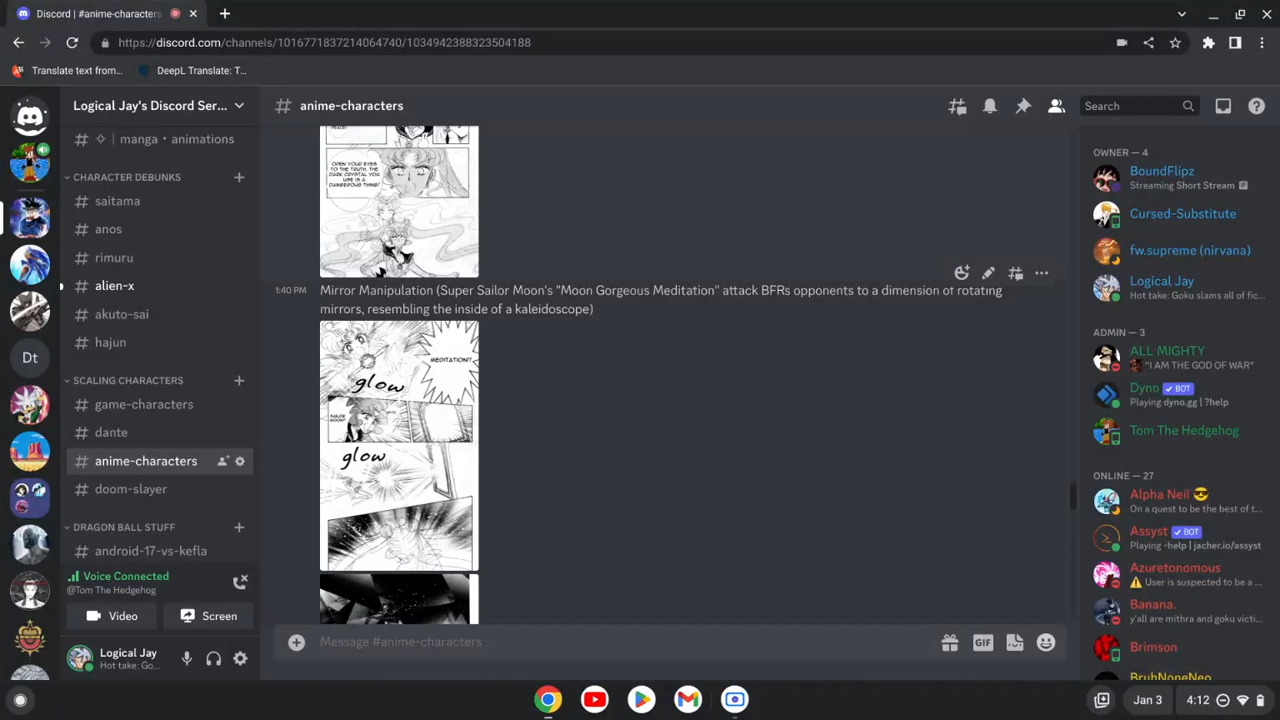 Discord | #anime-characters
https://discord.com/channels/1016771837214064740/1034942388323504188
Translate text from...
DeepL Translate: T...
Logical Jay's Discord Ser...
# anime-characters
Search
manga • animations
CHARACTER DEBUNKS
# saitama
# anos
# rimuru
# alien-x
# akuto-sai
# hajun
SCALING CHARACTERS
# game-characters
# dante
# anime-characters
# doom-slayer
DRAGON BALL STUFF
# android-17-vs-kefla
Dt
Voice Connected
@Tom The Hedgehog
Video
Screen
Logical Jay
Hot take: Go...
OPEN YOUR EYES
TO THE TRUTH. THE
DARK CRYSTAL YOU
USE IS A
DANGEROUS THING!
1:40 PM
Mirror Manipulation (Super Sailor Moon's "Moon Gorgeous Meditation" attack BFRs opponents to a dimension of rotating
mirrors, resembling the inside of a kaleidoscope)
MEDITATION!!
glow
SAILOR
MOON!
glow
Message #anime-characters
GIF
OWNER — 4
BoundFlipz
Streaming Short Stream
Cursed-Substitute
fw.supreme (nirvana)
Logical Jay
Hot take: Goku slams all of fic...
ADMIN — 3
ALL MIGHTY
"I AM THE GOD OF WAR"
Dyno BOT
Playing dyno.gg | ?help
Tom The Hedgehog
ONLINE — 27
Alpha Neil 😎
On a quest to be the best of t...
Assyst BOT
Playing -help | jacher.io/assyst
Azuretonomous
⚠ User is suspected to be a ...
Banana.
y'all are mithra and goku victi...
Brimson
BruhNoneNeo
Jan 3
4:12